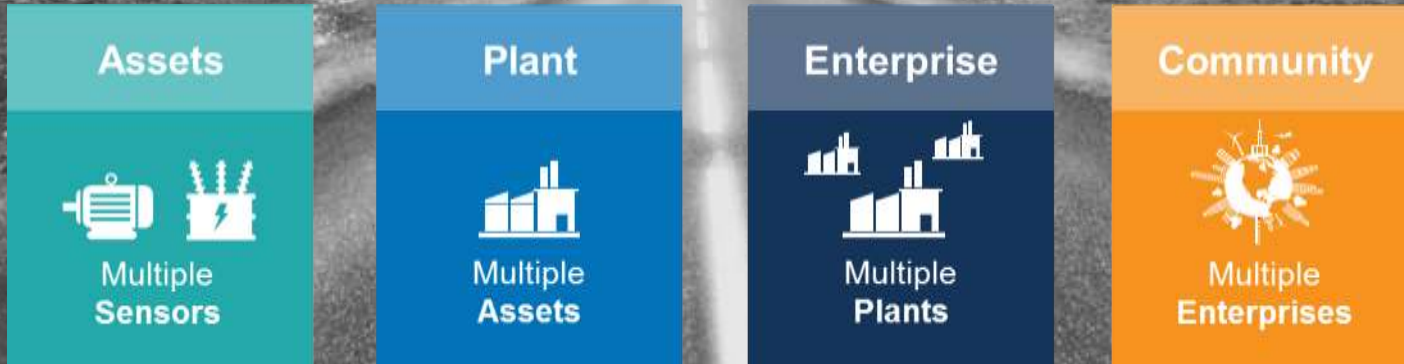 Assets
Multiple
Sensors
Plant
Multiple
Assets
Enterprise
Multiple
Plants
Community
Multiple
Enterprises